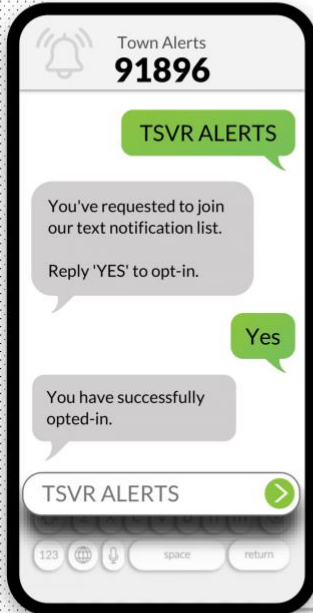 Town Alerts
91896
TSVR ALERTS
You've requested to join
our text notification list.
Reply 'YES' to opt-in.
Yes
You have successfully
opted-in.
TSVR ALERTS
123
space
return